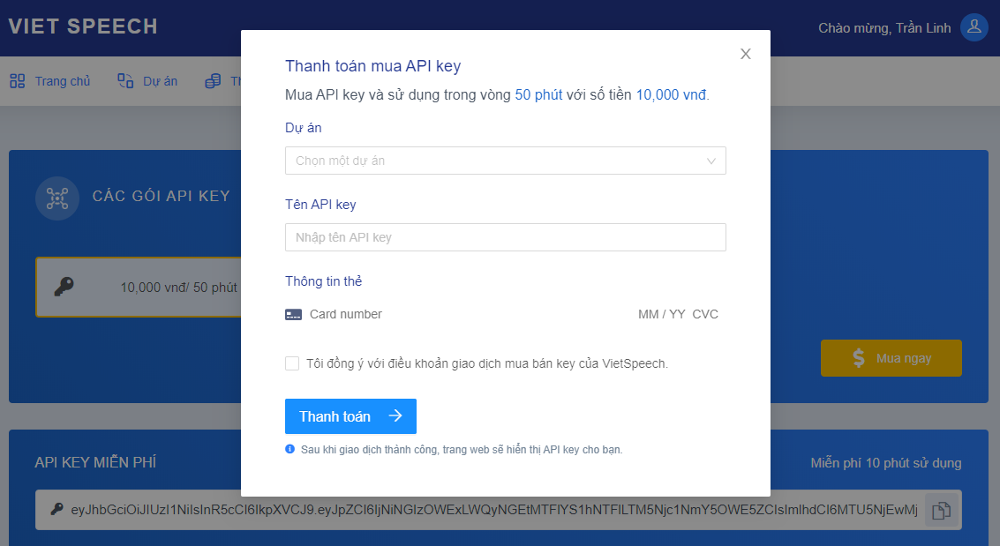 VIET SPEECH
Chào mừng, Trần Linh
Trang chủ
Dự án
X
Thanh toán mua API key
Mua API key và sử dụng trong vòng 50 phút với số tiền 10,000 vnđ.
Dự án
Chọn một dự án
CÁC GÓI API KEY
Tên API key
Nhập tên API key
10,000 vnđ/ 50 phút
Thông tin thẻ
Card number MM / YY CVC
Tôi đồng ý với điều khoản giao dịch mua bán key của VietSpeech.
Mua ngay
Thanh toán
Sau khi giao dịch thành công, trang web sẽ hiển thị API key cho bạn.
API KEY MIỄN PHÍ
Miễn phí 10 phút sử dụng